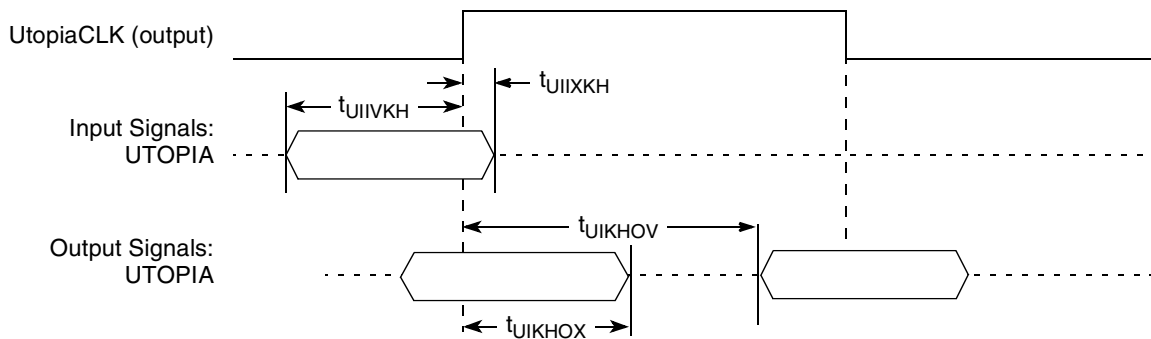 UtopiaCLK (output)
tUIIXKH
tUIIVKH
Input Signals:
UTOPIA
tUIKHOV
Output Signals:
UTOPIA
tUIKHOX